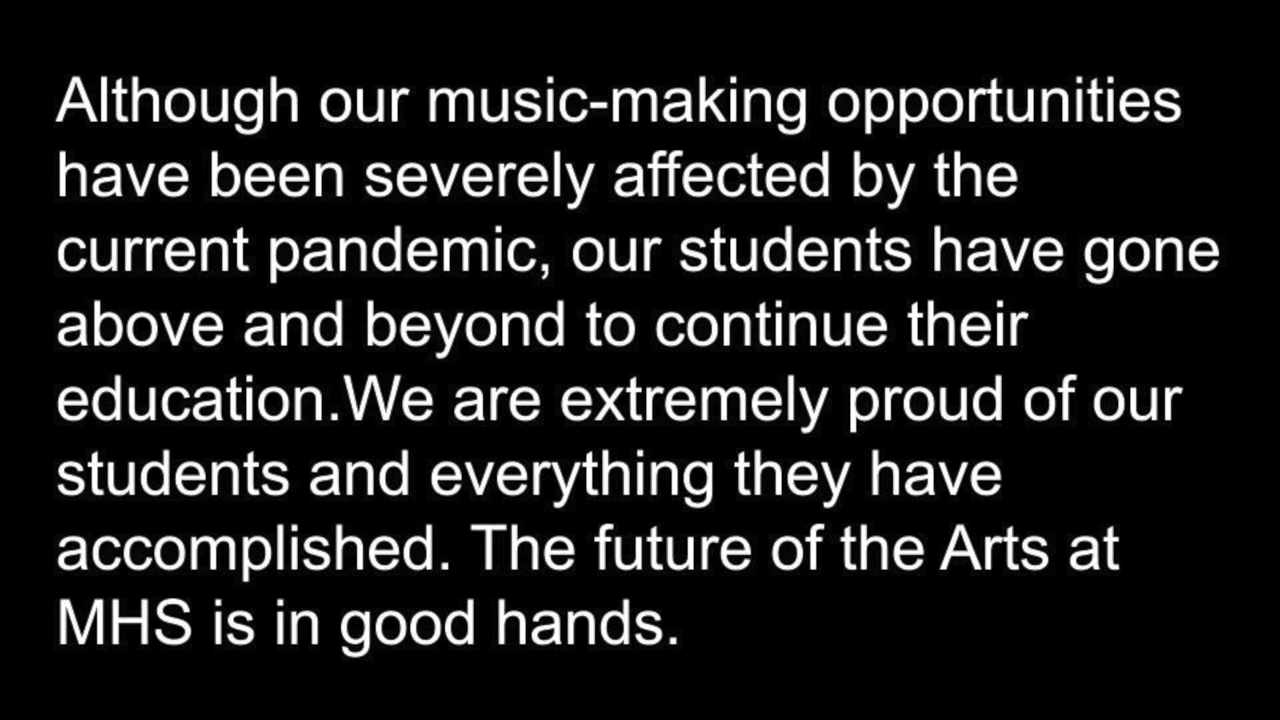 Although our music-making opportunities
have been severely affected by the
current pandemic, our students have gone
above and beyond to continue their
education.We are extremely proud of our
students and everything they have
accomplished. The future of the Arts at
MHS is in good hands.